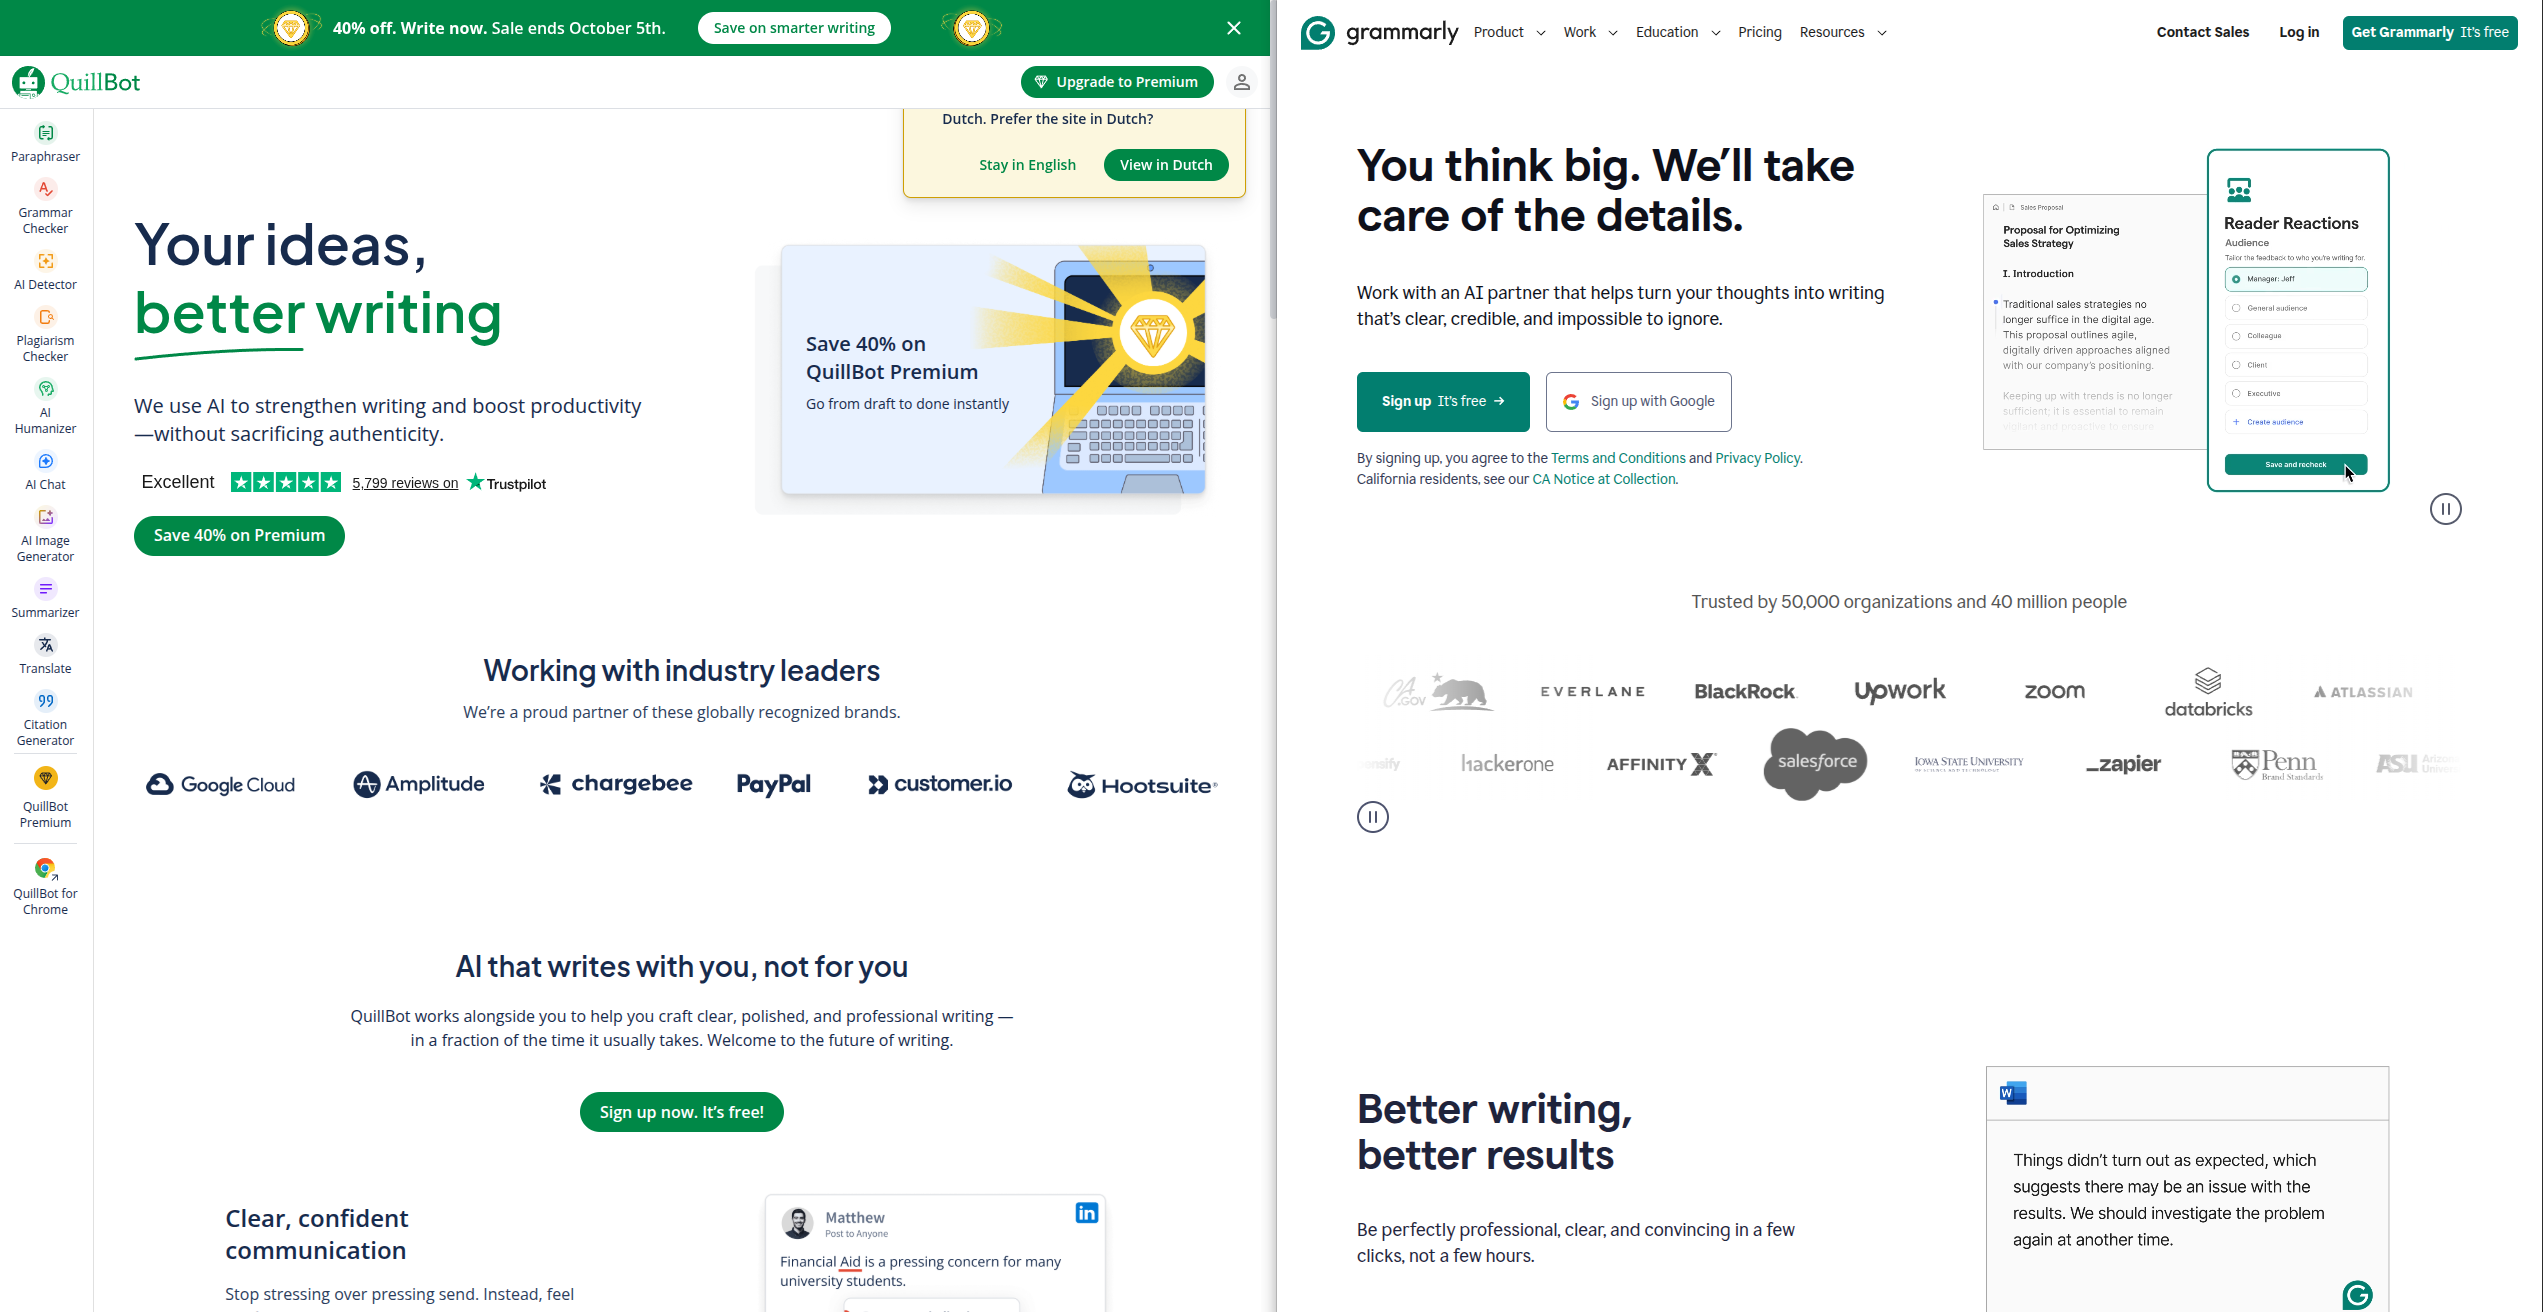 40% off. Write now. Sale ends October 5th.
Save on smarter writing
QuillBot
Upgrade to Premium
Dutch. Prefer the site in Dutch?
Stay in English
View in Dutch
Paraphraser
Grammar
Checker
AI Detector
Plagiarism
Checker
AI
Humanizer
AI Chat
AI Image
Generator
Summarizer
Translate
Citation
Generator
QuillBot
Premium
QuillBot for
Chrome
Your ideas,
better writing
We use AI to strengthen writing and boost productivity
—without sacrificing authenticity.
Excellent
5,799 reviews on
Trustpilot
Save 40% on Premium
Save 40% on
QuillBot Premium
Go from draft to done instantly
Working with industry leaders
We’re a proud partner of these globally recognized brands.
Google Cloud
Amplitude
chargebee
PayPal
customer.io
Hootsuite
AI that writes with you, not for you
QuillBot works alongside you to help you craft clear, polished, and professional writing —
in a fraction of the time it usually takes. Welcome to the future of writing.
Sign up now. It’s free!
Clear, confident
communication
Stop stressing over pressing send. Instead, feel
Matthew
Post to Anyone
in
Financial Aid is a pressing concern for many
university students.
grammarly
Product
Work
Education
Pricing
Resources
Contact Sales
Log in
Get Grammarly It’s free
You think big. We’ll take
care of the details.
Work with an AI partner that helps turn your thoughts into writing
that’s clear, credible, and impossible to ignore.
Sign up It’s free →
Sign up with Google
By signing up, you agree to the Terms and Conditions and Privacy Policy.
California residents, see our CA Notice at Collection.
Sales Proposal
Proposal for Optimizing
Sales Strategy
I. Introduction
Traditional sales strategies no
longer suffice in the digital age.
This proposal outlines agile,
digitally driven approaches aligned
with our company’s positioning.
Keeping up with trends is no longer
sufficient; it is essential to remain
vigilant and proactive to ensure
Reader Reactions
Audience
Tailor the feedback to who you're writing for.
Manager: Jeff
General audience
Colleague
Client
Executive
+ Create audience
Save and recheck
Trusted by 50,000 organizations and 40 million people
CA.GOV
EVERLANE
BlackRock
Upwork
zoom
databricks
ATLASSIAN
hackerone
AFFINITY X
salesforce
IOWA STATE UNIVERSITY
zapier
Penn
Brand Standards
ASU
Better writing,
better results
Be perfectly professional, clear, and convincing in a few
clicks, not a few hours.
W
Things didn’t turn out as expected, which
suggests there may be an issue with the
results. We should investigate the problem
again at another time.